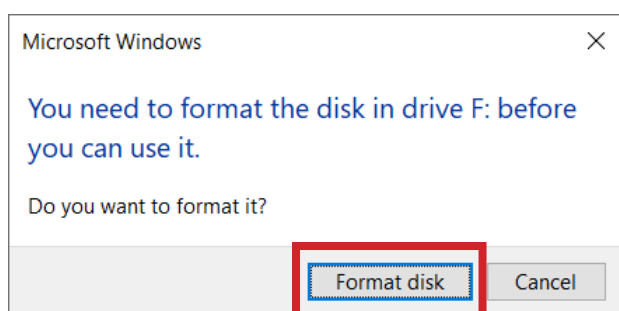 Microsoft Windows
You need to format the disk in drive F: before
you can use it.
Do you want to format it?
Format disk Cancel